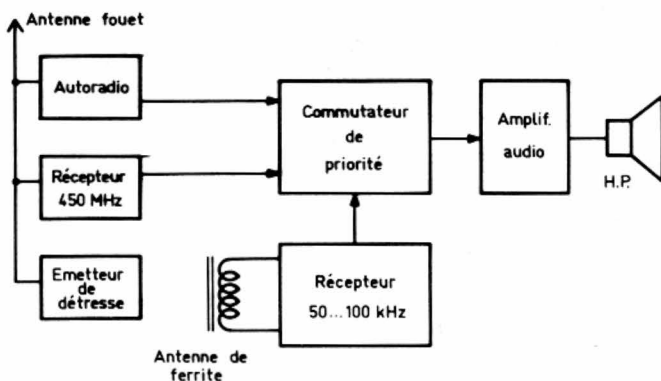 Antenne fouet
Autoradio
Récepteur
450 MHz
Emetteur
de
détresse
Commutateur
de
priorité
Amplif.
audio
H.P.
Récepteur
50...100 kHz
Antenne de
ferrite